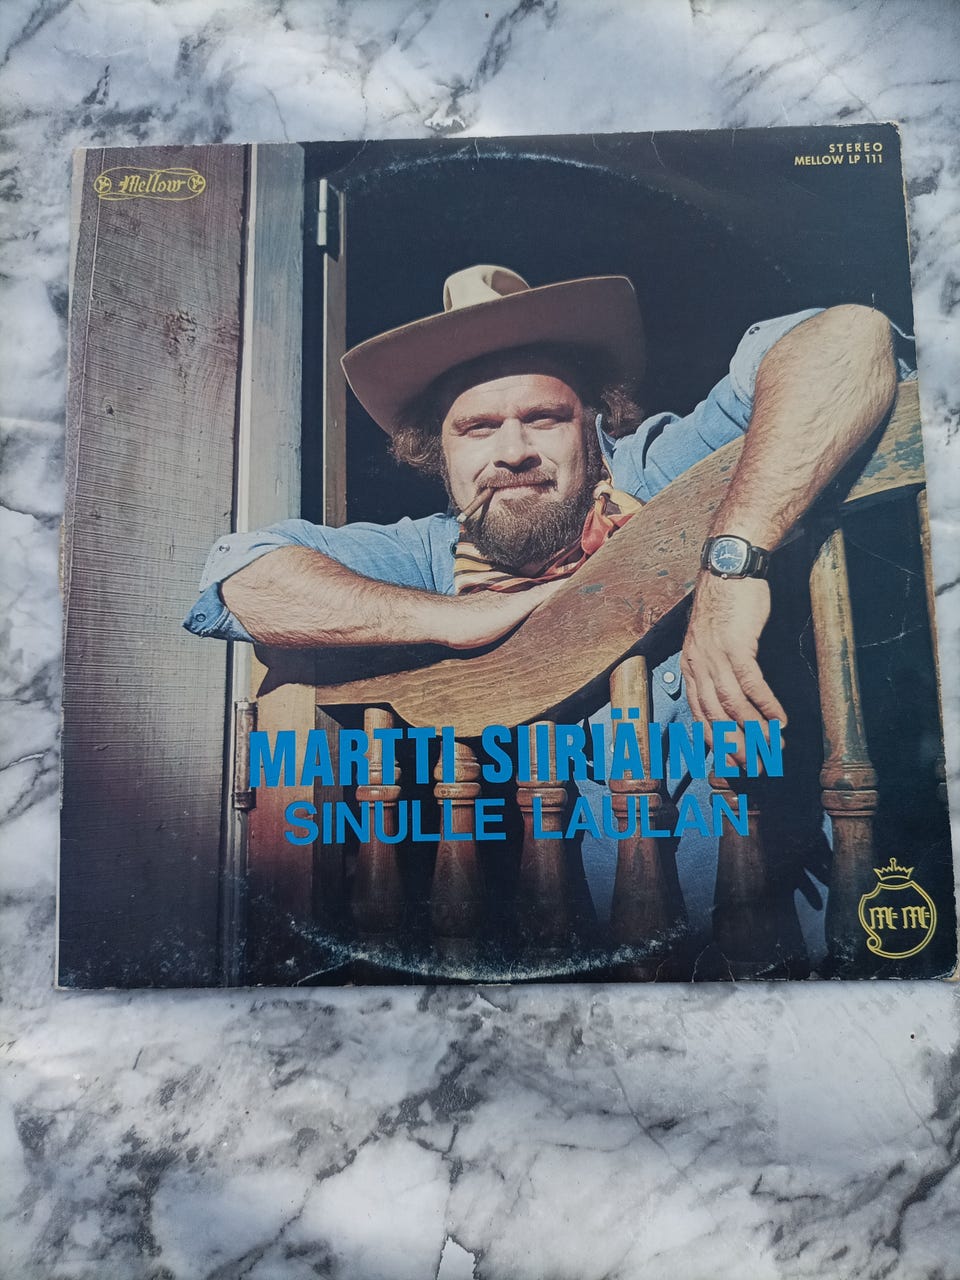 Mellow
STEREO
MELLOW LP 111
MARTTI SIIRIÄINEN
SINULLE LAULAN